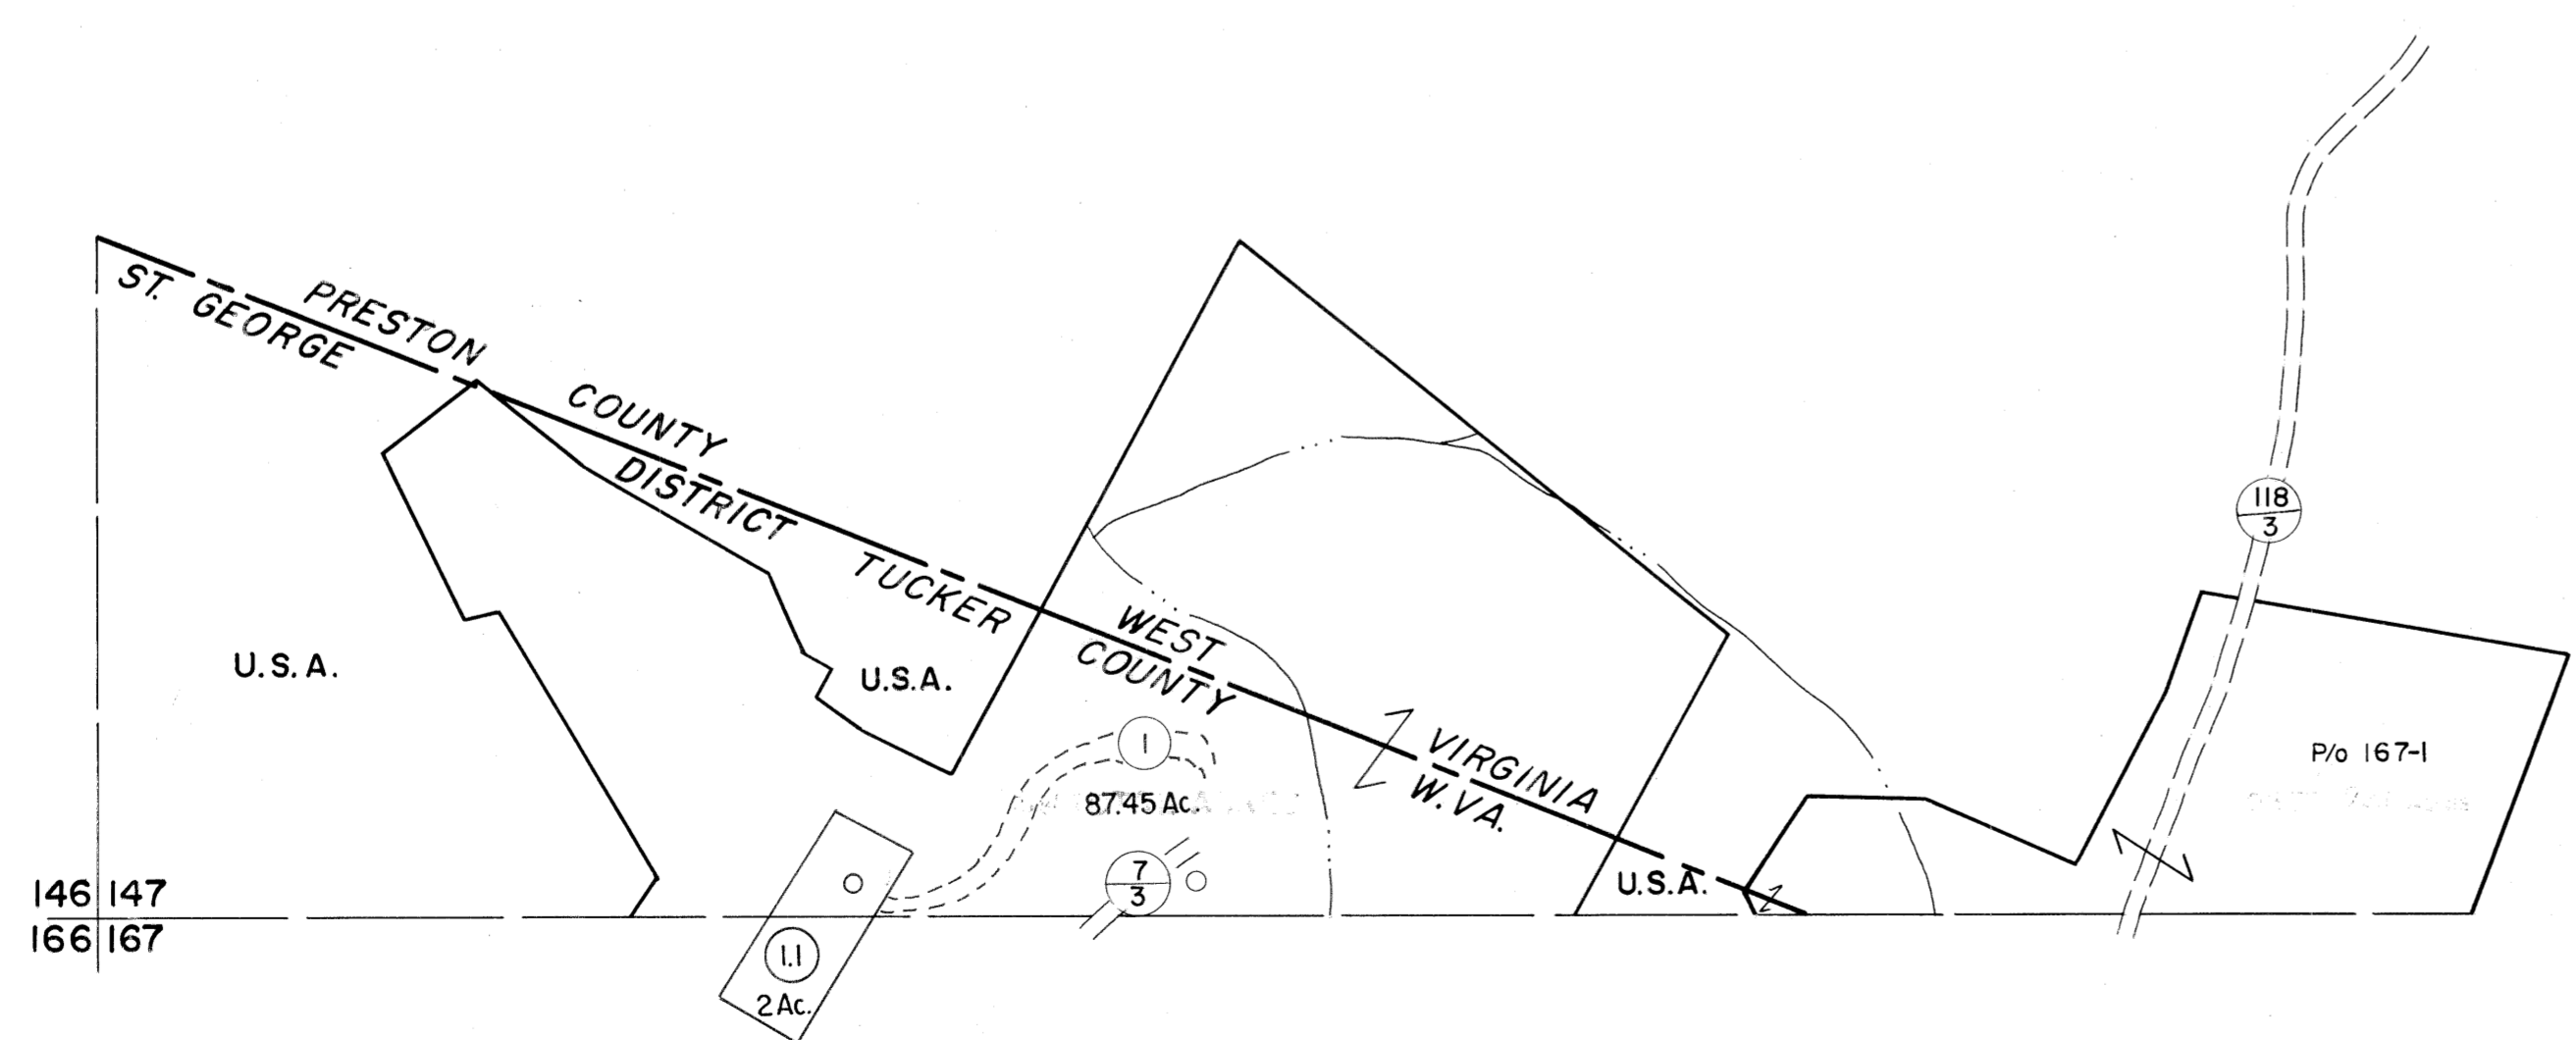 PRESTON COUNTY WEST VIRGINIA
ST. GEORGE DISTRICT TUCKER COUNTY W.VA.
118
3
U.S.A.
U.S.A.
1
87.45 Ac.
P/o 167-1
7
3
U.S.A.
146 147
166 167
1.1
2 Ac.